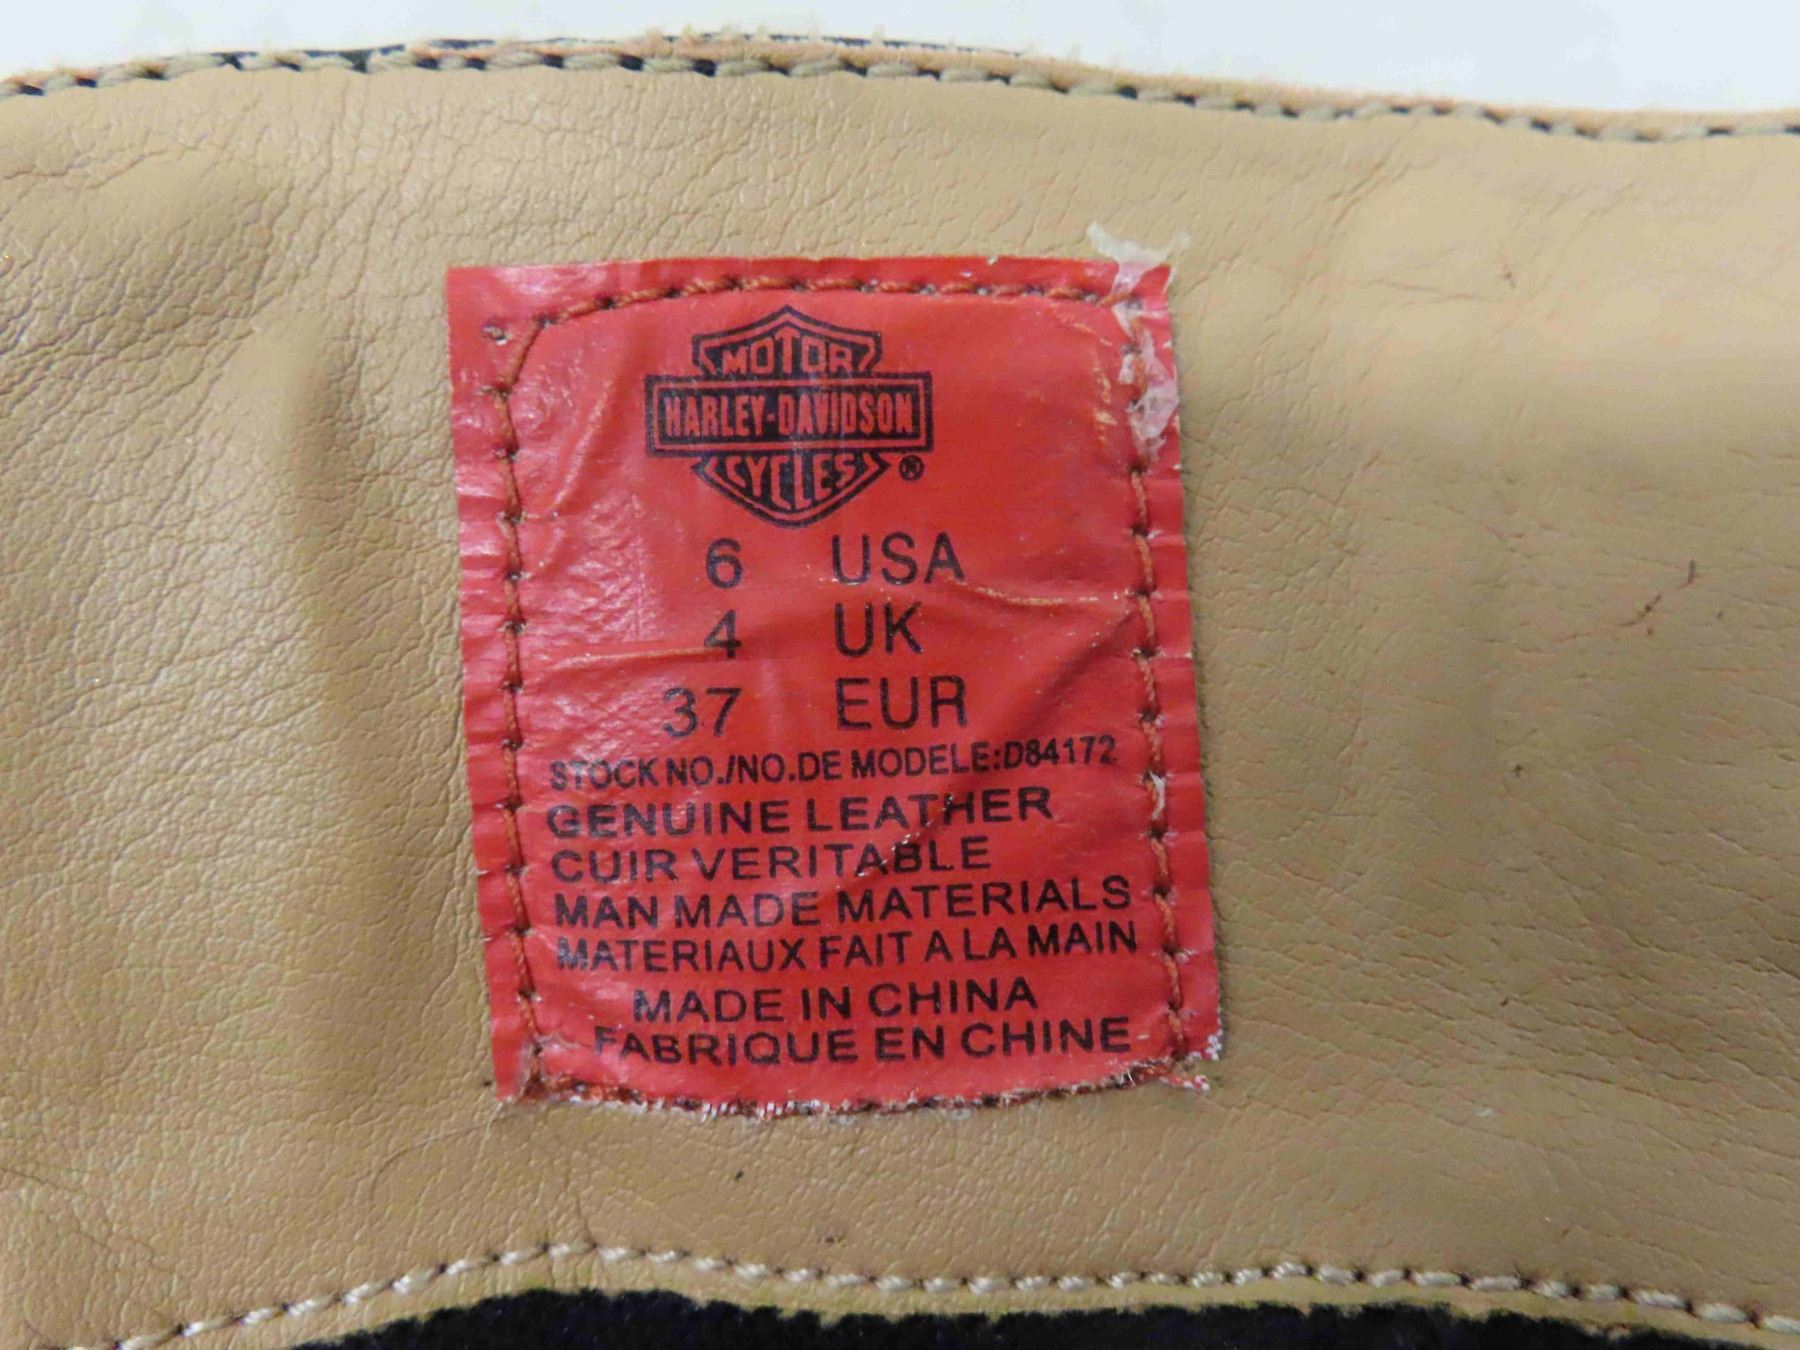 MOTOR
HARLEY-DAVIDSON
CYCLES ®
6 USA
4 UK
37 EUR
STOCK NO./NO.DE MODELE:D84172
GENUINE LEATHER
CUIR VERITABLE
MAN MADE MATERIALS
MATERIAUX FAIT A LA MAIN
MADE IN CHINA
FABRIQUE EN CHINE